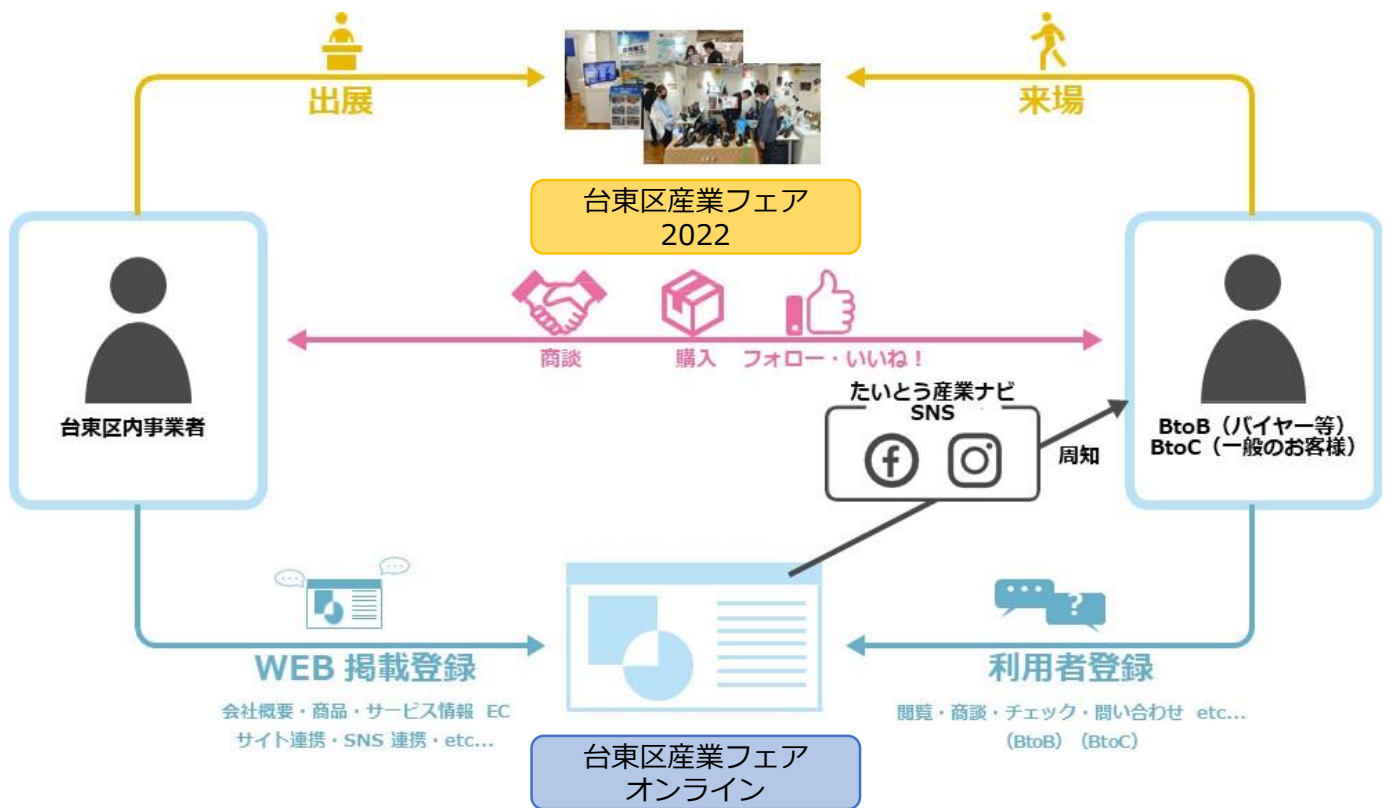 出展
来場
台東区産業フェア
2022
商談
購入
フォロー・いいね！
たいとう産業ナビ
SNS
周知
台東区内事業者
BtoB（バイヤー等）
BtoC（一般のお客様）
?
WEB 掲載登録
会社概要・商品・サービス情報 EC
サイト連携・SNS 連携・etc...
利用者登録
閲覧・商談・チェック・問い合わせ etc...
（BtoB）（BtoC）
台東区産業フェア
オンライン